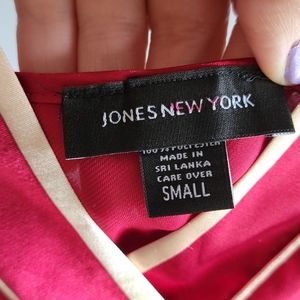 JONES NEW YORK
100% POLYESTER
MADE IN
SRI LANKA
CARE OVER
SMALL